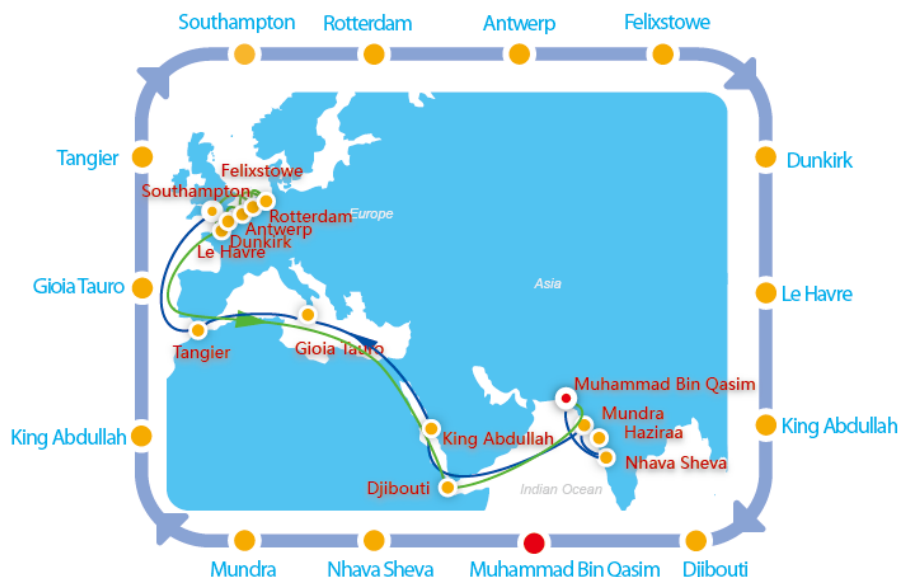 Southampton
Rotterdam
Antwerp
Felixstowe
Tangier
Dunkirk
Felixstowe
Southampton
Rotterdam
Europe
Antwerp
Dunkirk
Le Havre
Gioia Tauro
Asia
Le Havre
Tangier
Gioia Tauro
Muhammad Bin Qasim
Mundra
King Abdullah
King Abdullah
Haziraa
King Abdullah
Nhava Sheva
Djibouti
Indian Ocean
Mundra
Nhava Sheva
Muhammad Bin Qasim
Djibouti